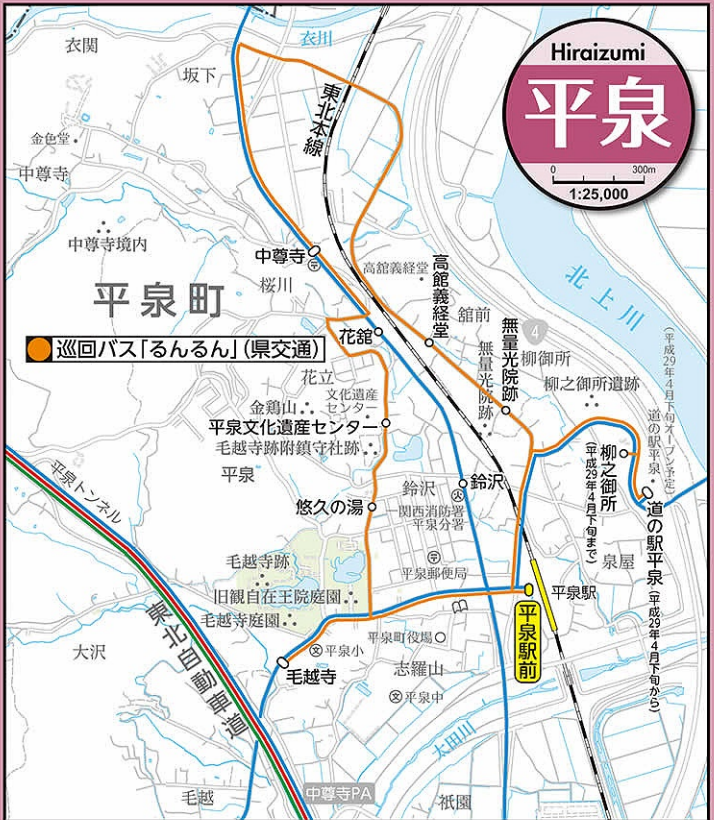 Hiraizumi
平泉
0 300m
1:25,000
衣関
衣川
坂下
東北本線
金色堂
中尊寺
中尊寺境内
中尊寺
桜川
高舘義経堂
高舘義経堂
舘前
北上川
平泉町
巡回バス「るんるん」(県交通)
花舘
無量光院跡
無量光院跡
4
柳御所
柳之御所遺跡
花立
文化遺産
センター
金鶏山
平泉文化遺産センター
毛越寺跡附鎮守社跡
平泉
(平成29年4月下旬オープン予定)
道の駅平泉
柳之御所
(平成29年4月下旬まで)
道の駅平泉(平成29年4月下旬から)
平泉トンネル
鈴沢
鈴沢
悠久の湯
一関西消防署
平泉分署
泉屋
毛越寺跡
平泉郵便局
旧観自在王院庭園
毛越寺庭園
平泉駅
平泉駅前
東北自動車道
大沢
平泉小
平泉町役場
毛越寺
志羅山
平泉中
太田川
毛越
中尊寺PA
祇園